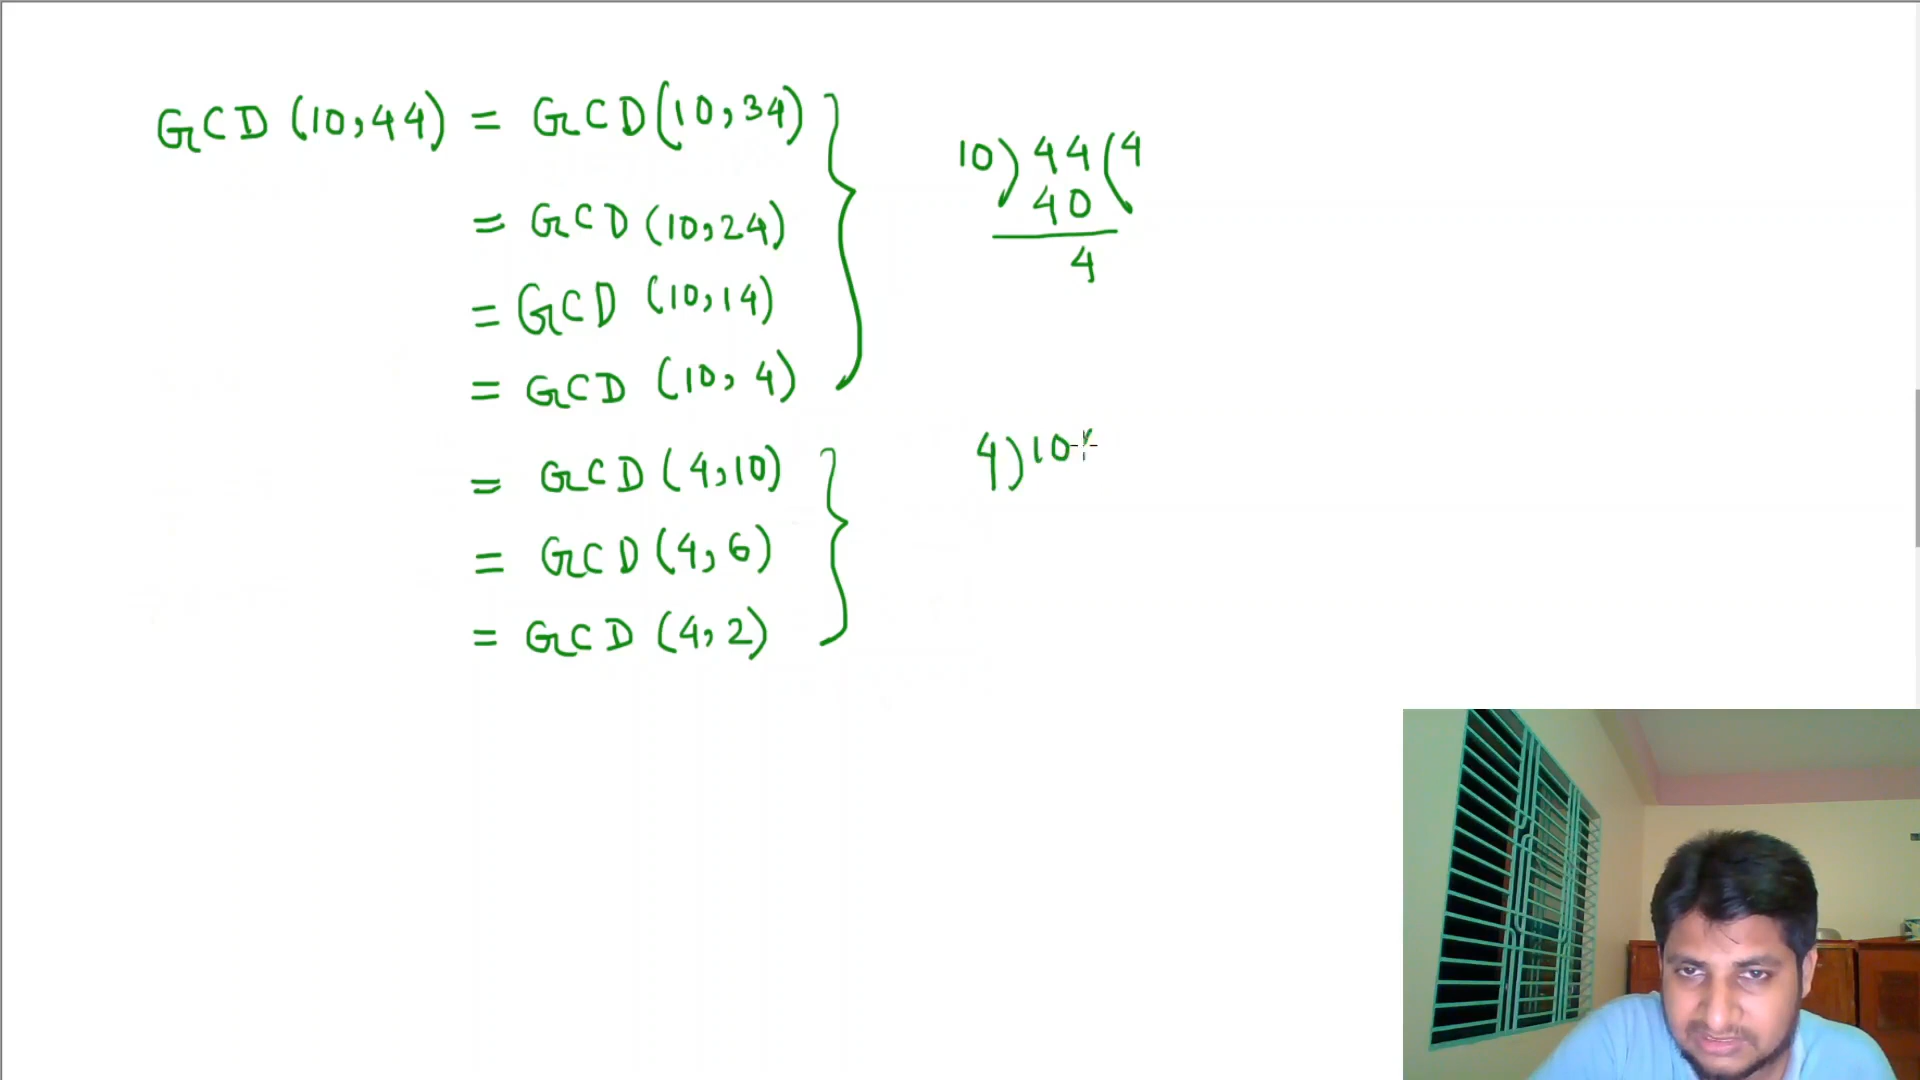 GCD (10,44) = GCD (10,34)
= GCD (10,24)
= GCD (10,14)
= GCD (10, 4)
= GCD (4,10)
= GCD (4,6)
= GCD (4,2)
10) 44 (4
40
4
4) 10